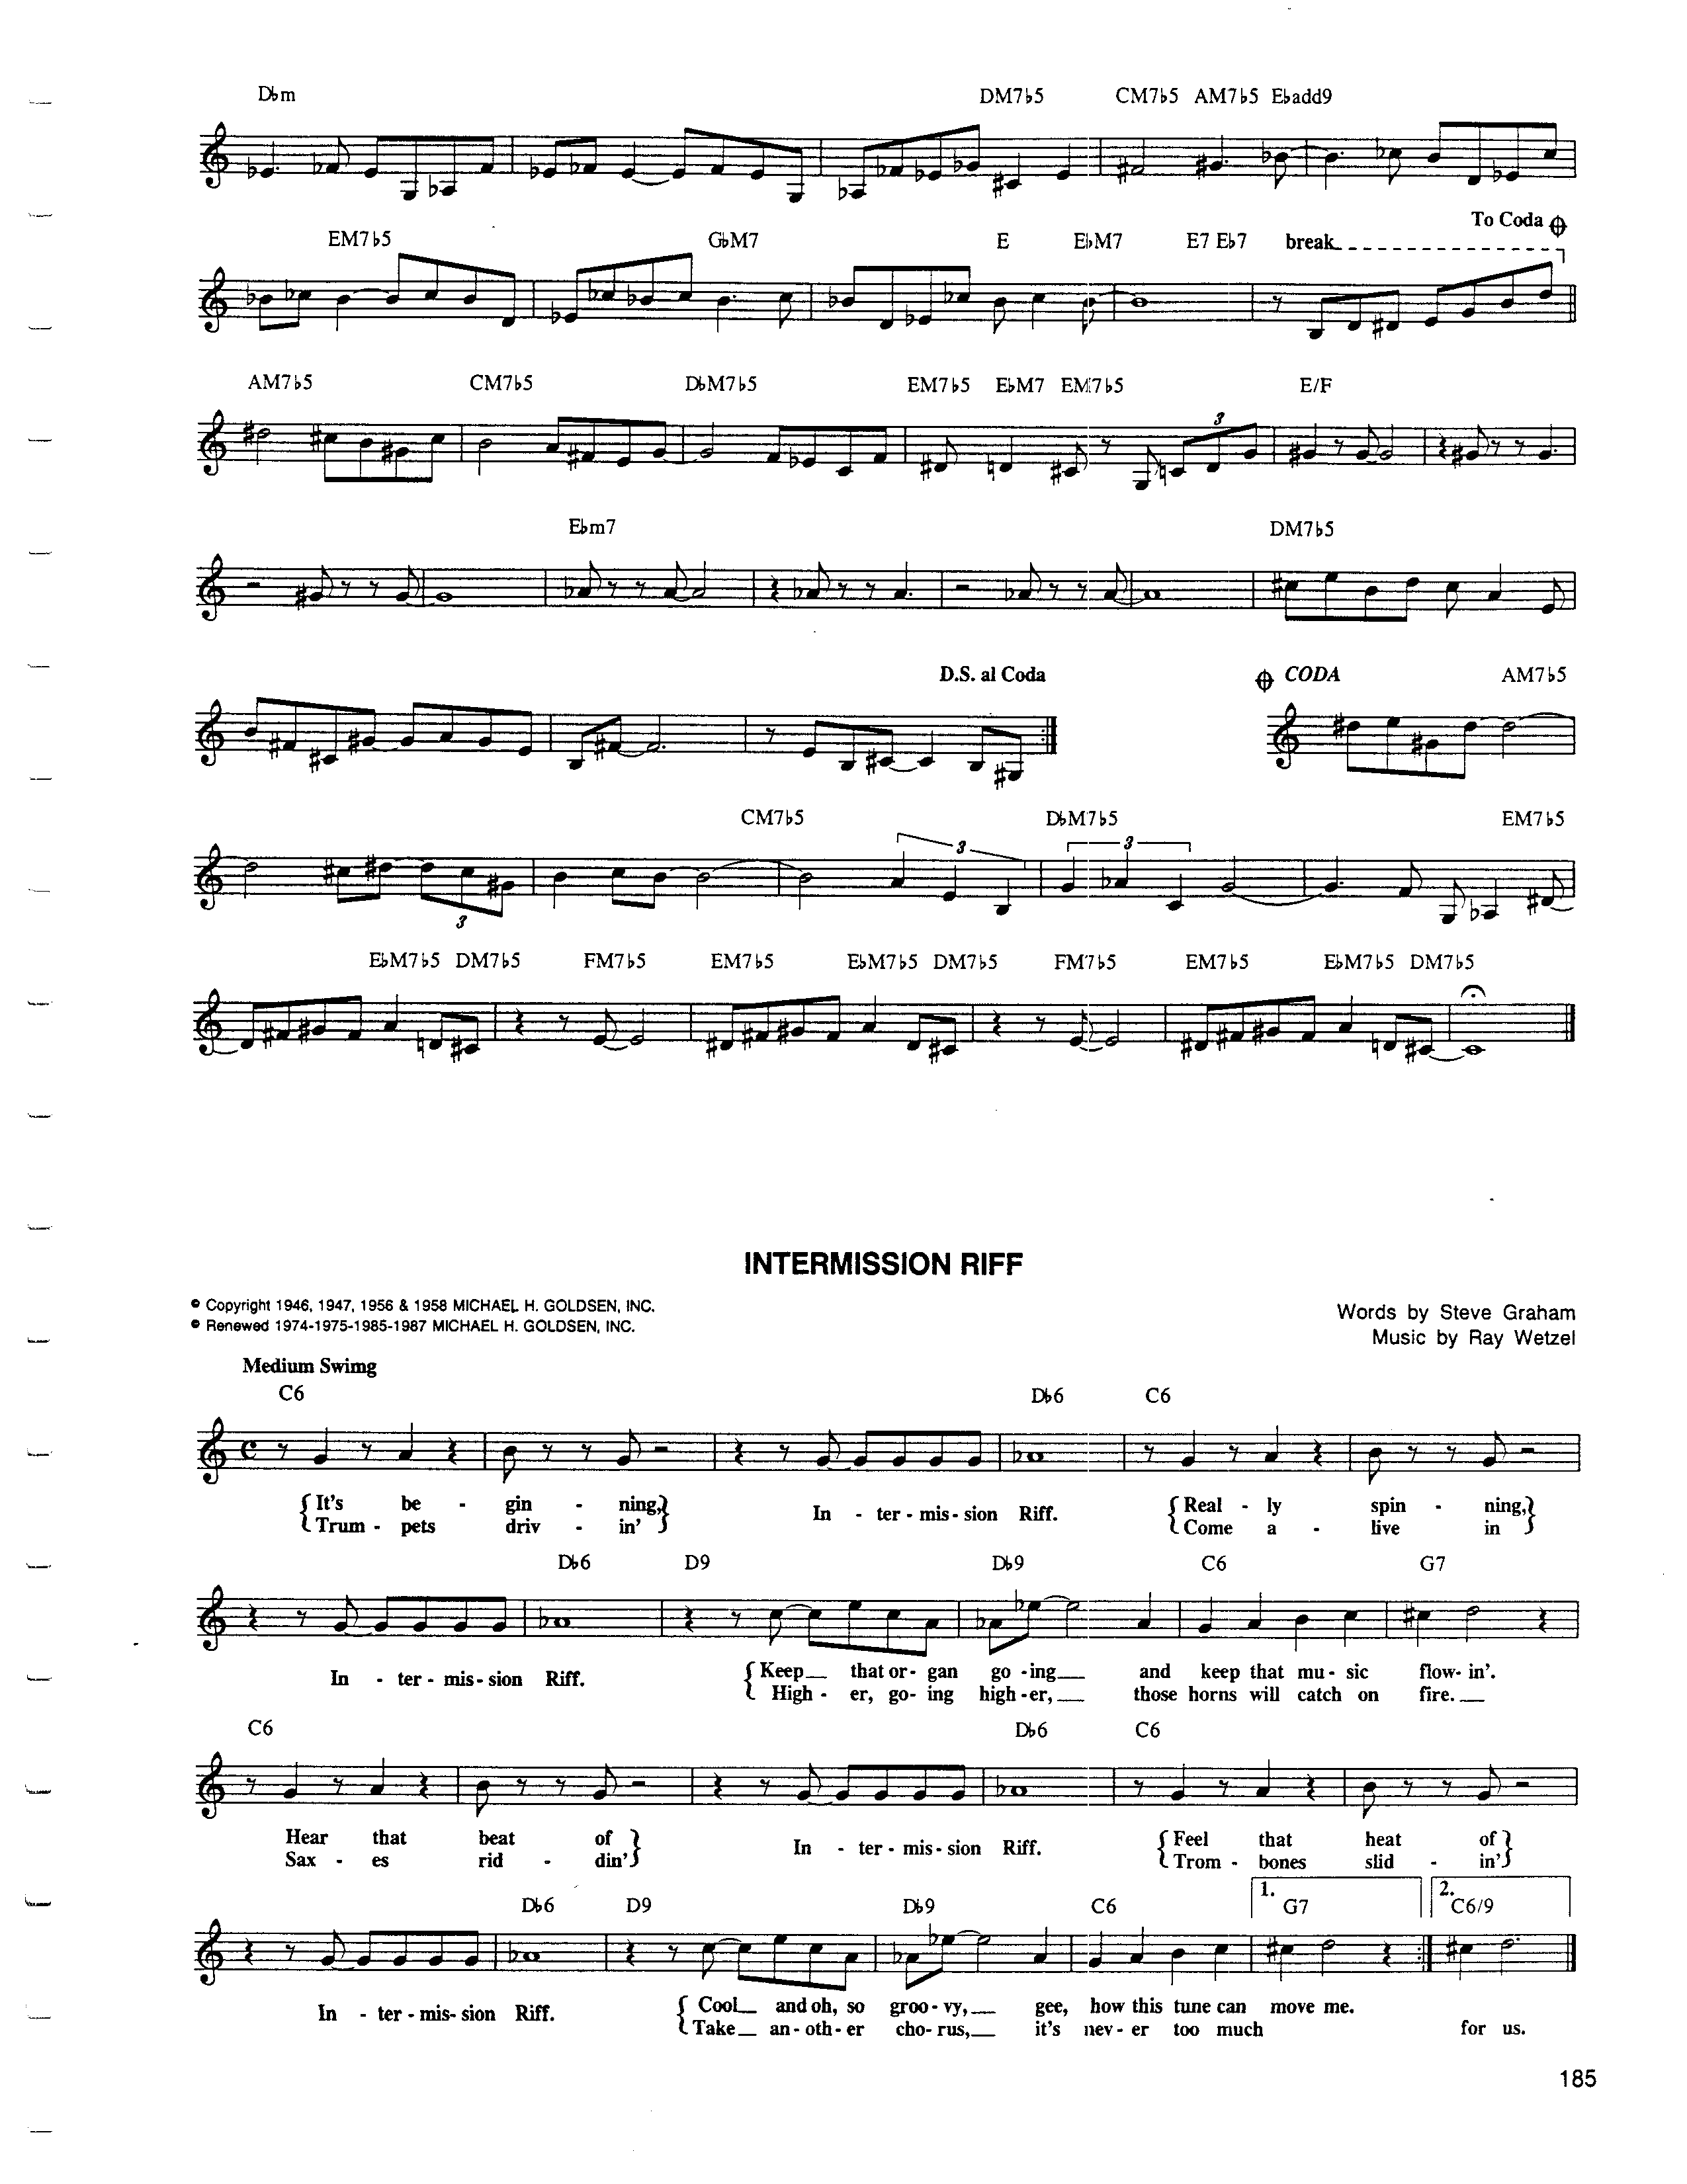 D♭m DM7♭5 CM7♭5 AM7♭5 E♭add9
To Coda
EM7♭5 G♭M7 E E♭M7 E7 E♭7 break
AM7♭5 CM7♭5 D♭M7♭5 EM7♭5 E♭M7 EM7♭5 E/F
3
E♭m7 DM7♭5
D.S. al Coda CODA AM7♭5
CM7♭5 D♭M7♭5 EM7♭5
3 3
3
E♭M7♭5 DM7♭5 FM7♭5 EM7♭5 E♭M7♭5 DM7♭5 FM7♭5 EM7♭5 E♭M7♭5 DM7♭5
INTERMISSION RIFF
© Copyright 1946, 1947, 1956 & 1958 MICHAEL H. GOLDSEN, INC.
© Renewed 1974-1975-1985-1987 MICHAEL H. GOLDSEN, INC.
Words by Steve Graham
Music by Ray Wetzel
Medium Swimg
C6 D♭6 C6
It's be - gin - ning, In - ter - mis - sion Riff. Real - ly spin - ning,
Trum - pets driv - in' Come a - live in
D♭6 D9 D♭9 C6 G7
In - ter - mis - sion Riff. Keep that or - gan go - ing and keep that mu - sic flow - in'.
High - er, go - ing high - er, those horns will catch on fire.
C6 D♭6 C6
Hear that beat of In - ter - mis - sion Riff. Feel that heat of
Sax - es rid - din' Trom - bones slid - in'
1. 2.
D♭6 D9 D♭9 C6 G7 C6/9
In - ter - mis - sion Riff. Cool and oh, so groo - vy, gee, how this tune can move me.
Take an - oth - er cho - rus, it's nev - er too much for us.
185